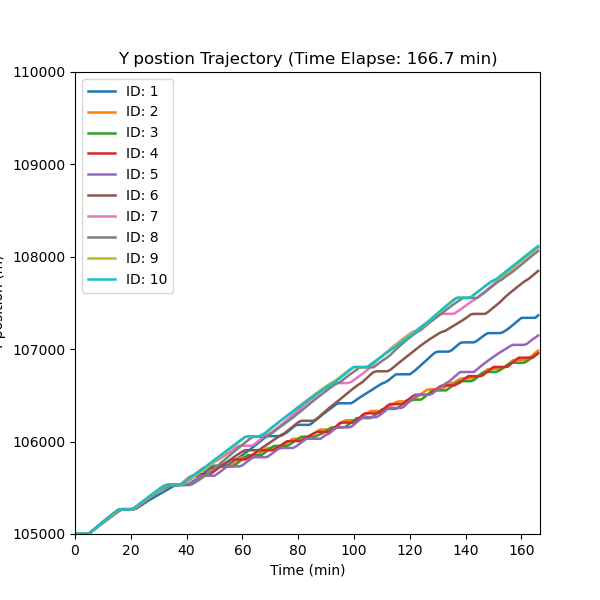 Y postion Trajectory (Time Elapse: 166.7 min)
110000
109000
108000
107000
106000
105000
ID: 1
ID: 2
ID: 3
ID: 4
ID: 5
ID: 6
ID: 7
ID: 8
ID: 9
ID: 10
0 20 40 60 80 100 120 140 160
Time (min)